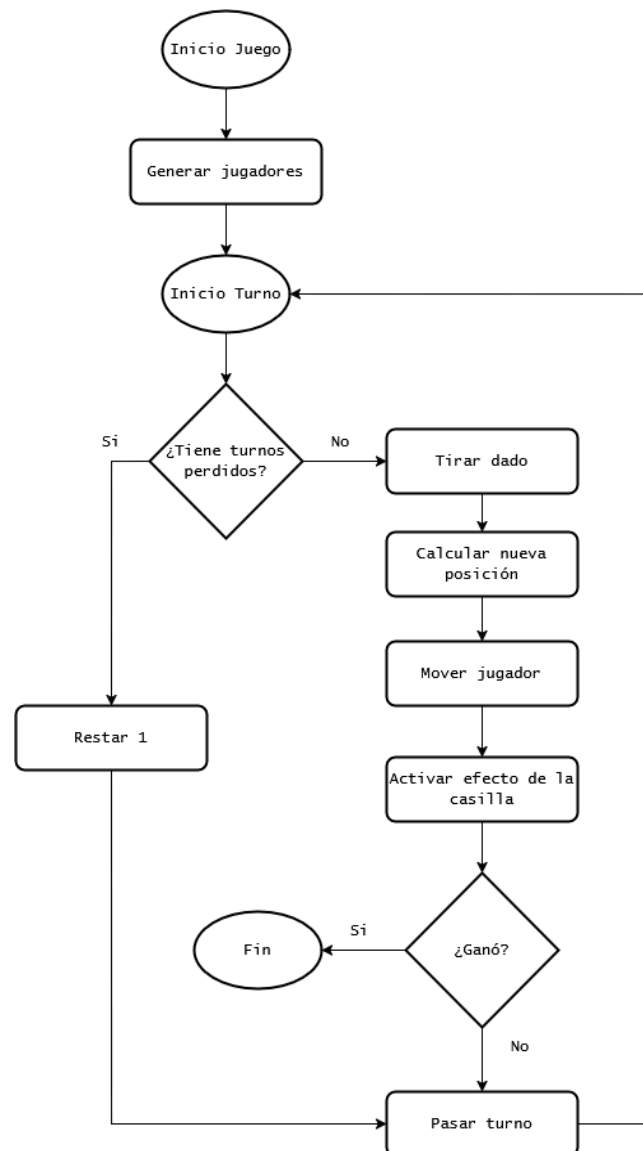 Inicio Juego
Generar jugadores
Inicio Turno
¿Tiene turnos
perdidos?
Si
No
Tirar dado
Calcular nueva
posición
Mover jugador
Restar 1
Activar efecto de la
casilla
¿Ganó?
Si
Fin
No
Pasar turno